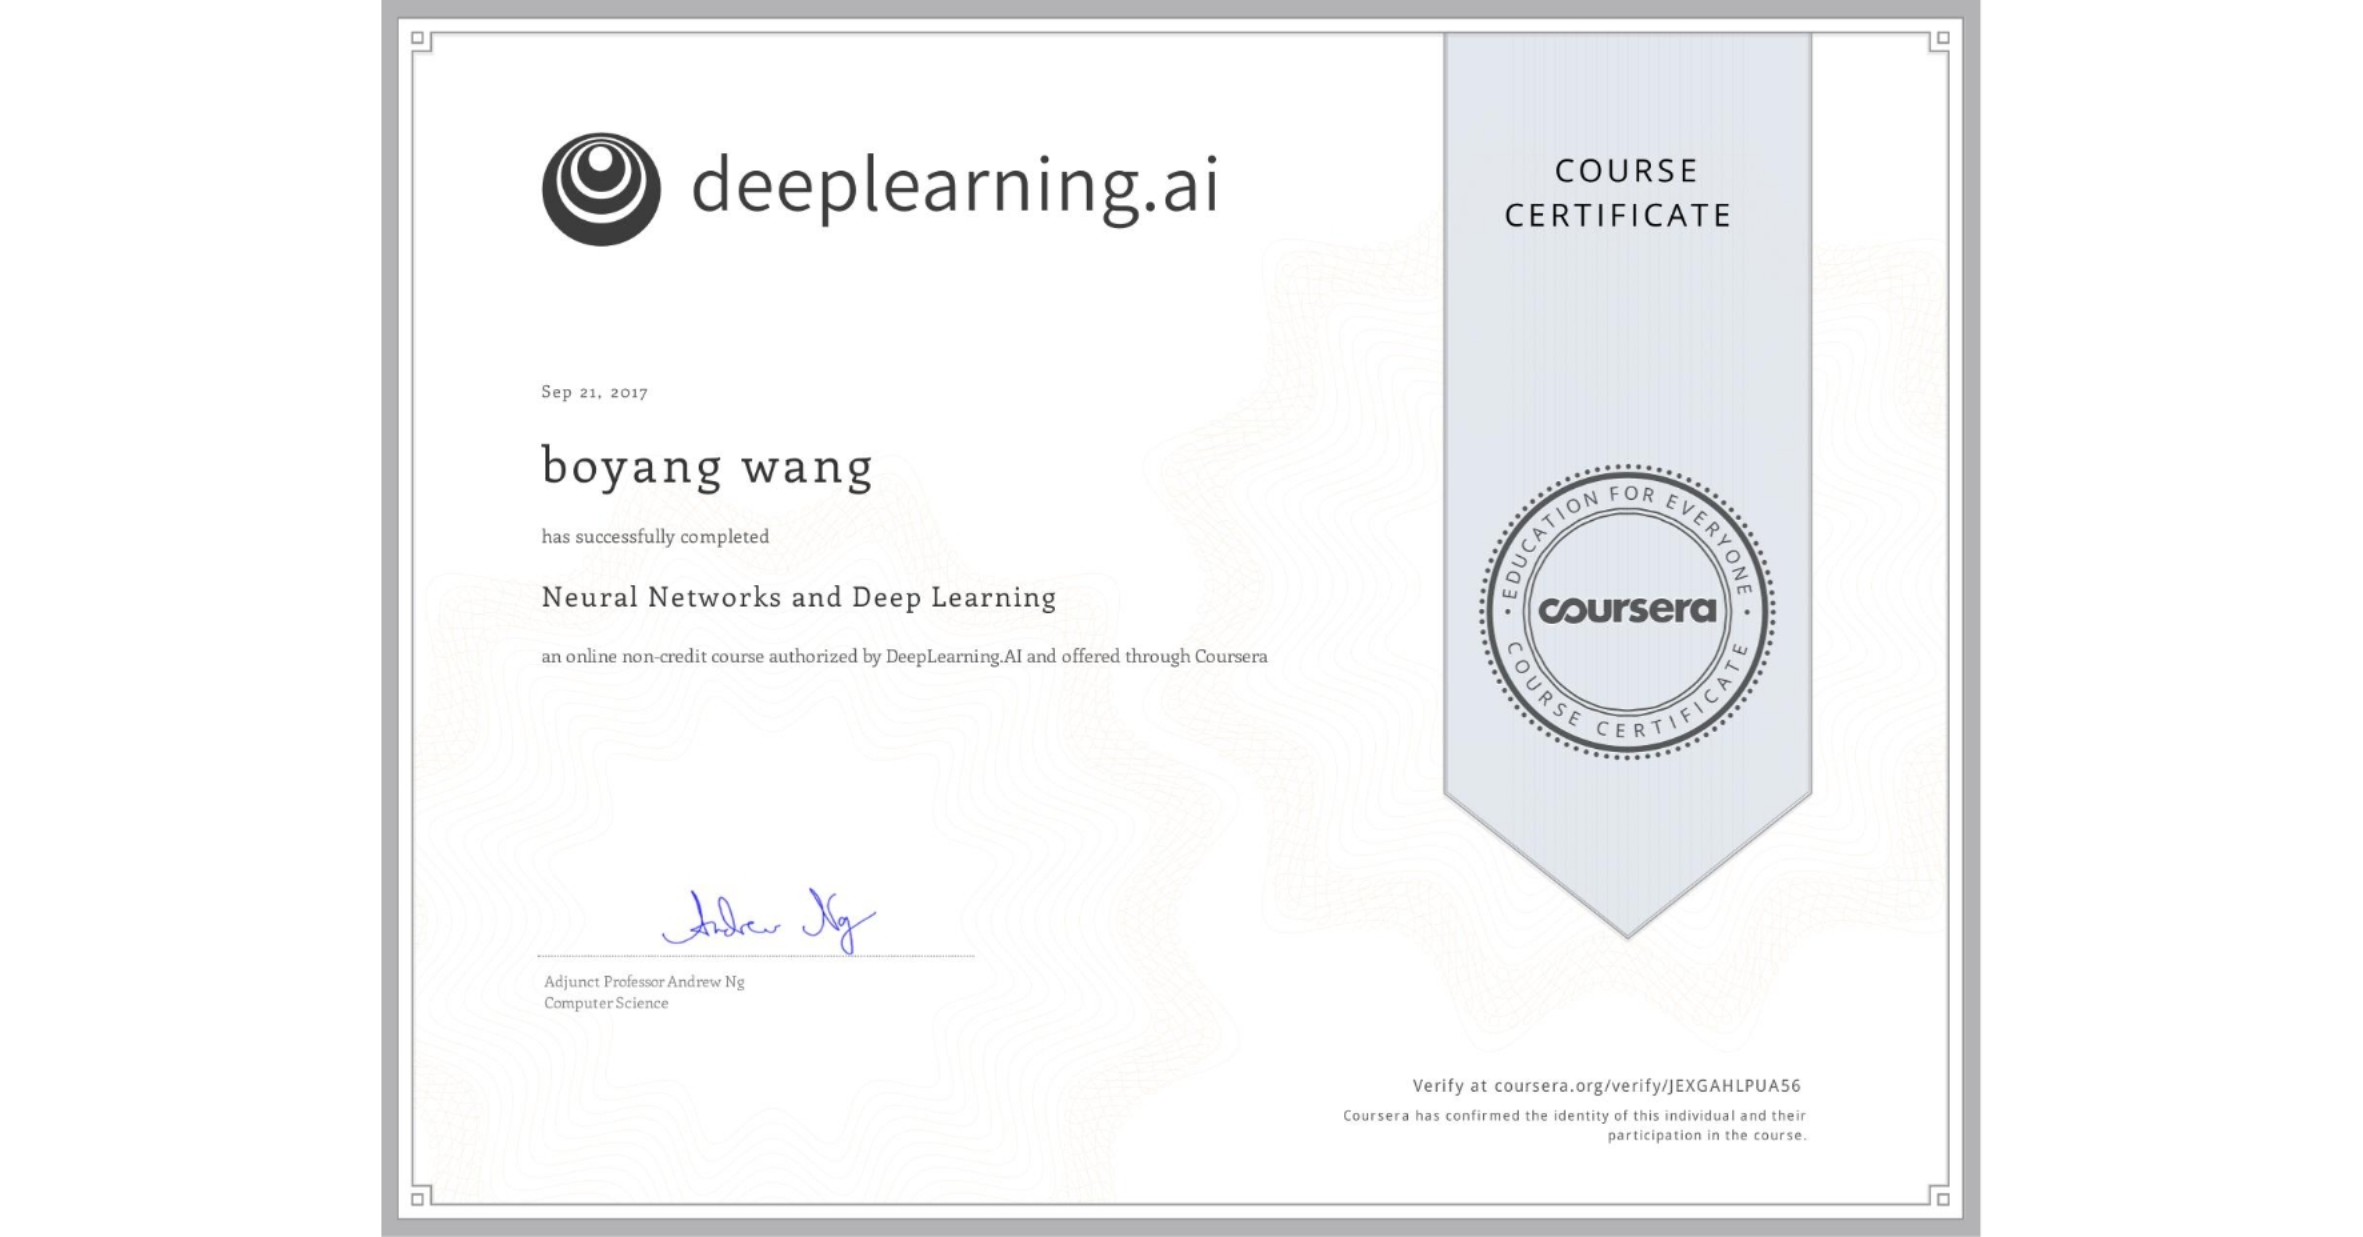 deeplearning.ai
COURSE
CERTIFICATE
Sep 21, 2017
boyang wang
has successfully completed
Neural Networks and Deep Learning
an online non-credit course authorized by DeepLearning.AI and offered through Coursera
EDUCATION FOR EVERYONE
coursera
COURSE CERTIFICATE
Andrew Ng
Adjunct Professor Andrew Ng
Computer Science
Verify at coursera.org/verify/JEXGAHLPUA56
Coursera has confirmed the identity of this individual and their
participation in the course.